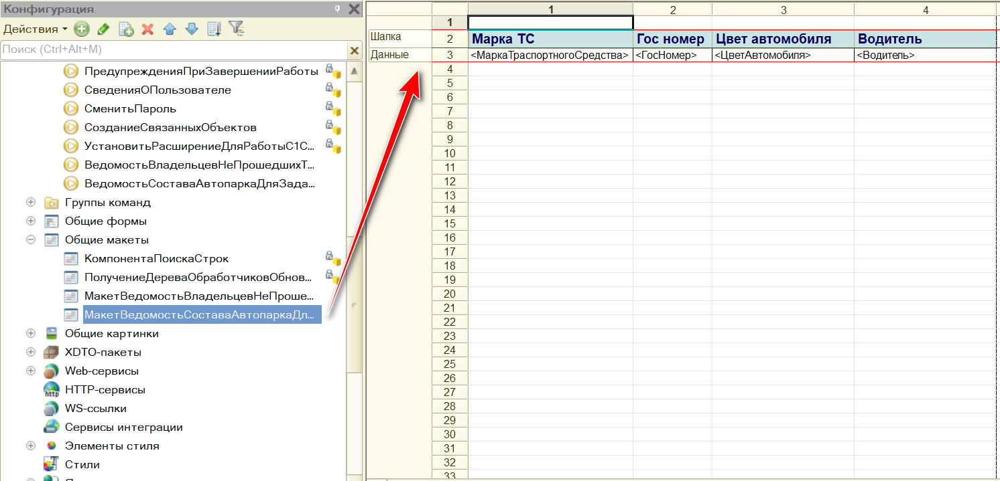 Конфигурация
Действия
Поиск (Ctrl+Alt+M)
ПредупрежденияПриЗавершенииРаботы
СведенияОПользователе
СменитьПароль
СозданиеСвязанныхОбъектов
УстановитьРасширениеДляРаботыС1С...
ВедомостьВладельцевНеПрошедшихТ...
ВедомостьСоставаАвтопаркаДляЗада...
Группы команд
Общие формы
Общие макеты
КомпонентаПоискаСтрок
ПолучениеДереваОбработчиковОбнов...
МакетВедомостьВладельцевНеПроше...
МакетВедомостьСоставаАвтопаркаДл...
Общие картинки
XDTO-пакеты
Web-сервисы
http HTTP-сервисы
WS-ссылки
Сервисы интеграции
Элементы стиля
Стили
1 2 3 4
1
Шапка 2 Марка ТС Гос номер Цвет автомобиля Водитель
Данные 3 <МаркаТраспортногоСредства> <ГосНомер> <ЦветАвтомобиля> <Водитель>
4
5
6
7
8
9
10
11
12
13
14
15
16
17
18
19
20
21
22
23
24
25
26
27
28
29
30
31
32
33